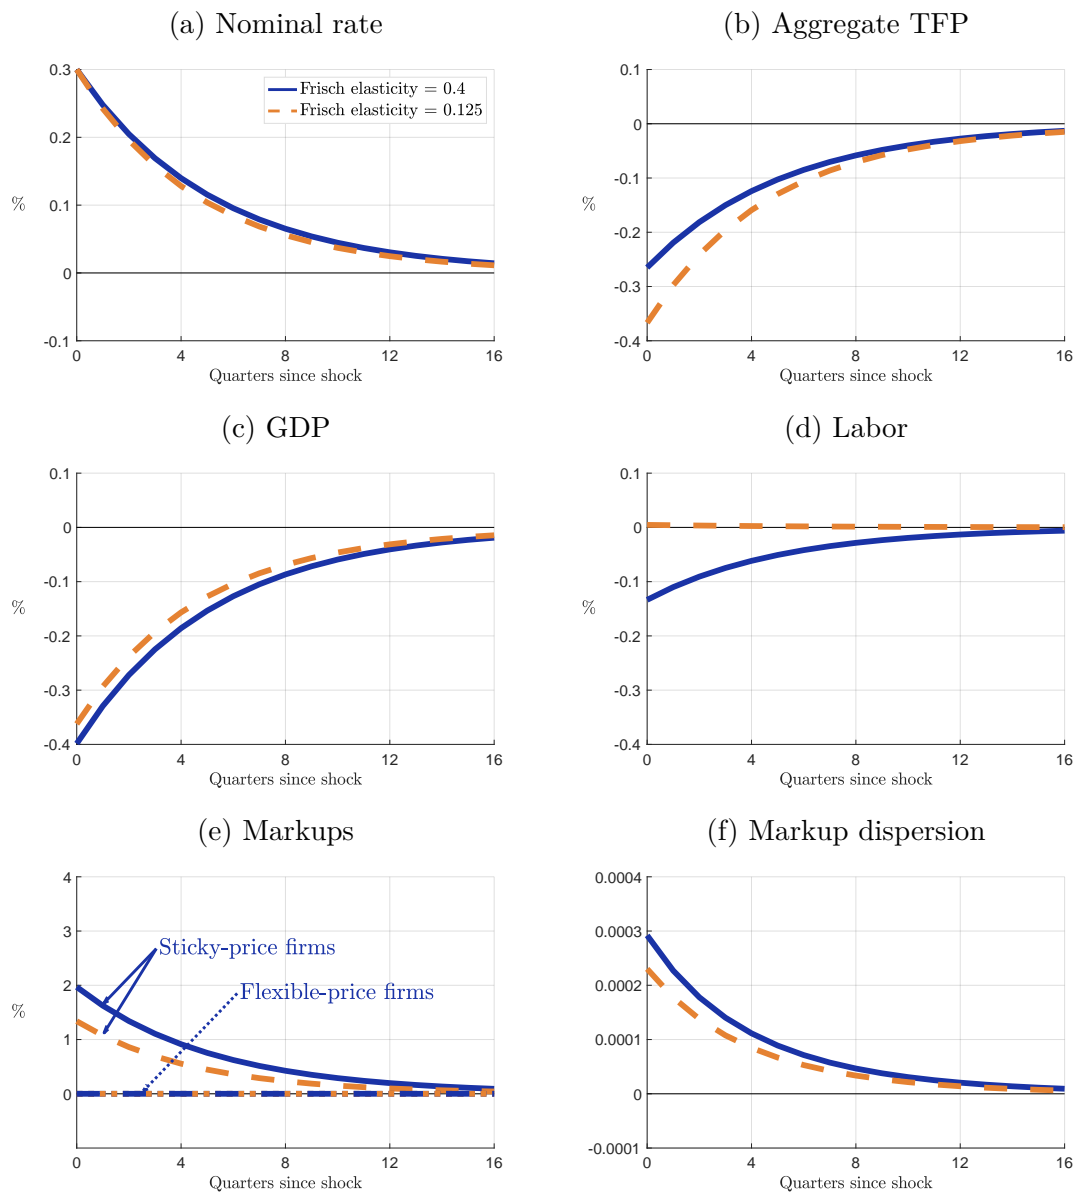 (a) Nominal rate
0.3
0.2
0.1
0
-0.1
%
Frisch elasticity = 0.4
Frisch elasticity = 0.125
0 4 8 12 16
Quarters since shock
(b) Aggregate TFP
0.1
0
-0.1
-0.2
-0.3
-0.4
%
0 4 8 12 16
Quarters since shock
(c) GDP
0.1
0
-0.1
-0.2
-0.3
-0.4
%
0 4 8 12 16
Quarters since shock
(d) Labor
0.1
0
-0.1
-0.2
-0.3
-0.4
%
0 4 8 12 16
Quarters since shock
(e) Markups
4
3
2
1
0
%
Sticky-price firms
Flexible-price firms
0 4 8 12 16
Quarters since shock
(f) Markup dispersion
0.0004
0.0003
0.0002
0.0001
0
-0.0001
0 4 8 12 16
Quarters since shock